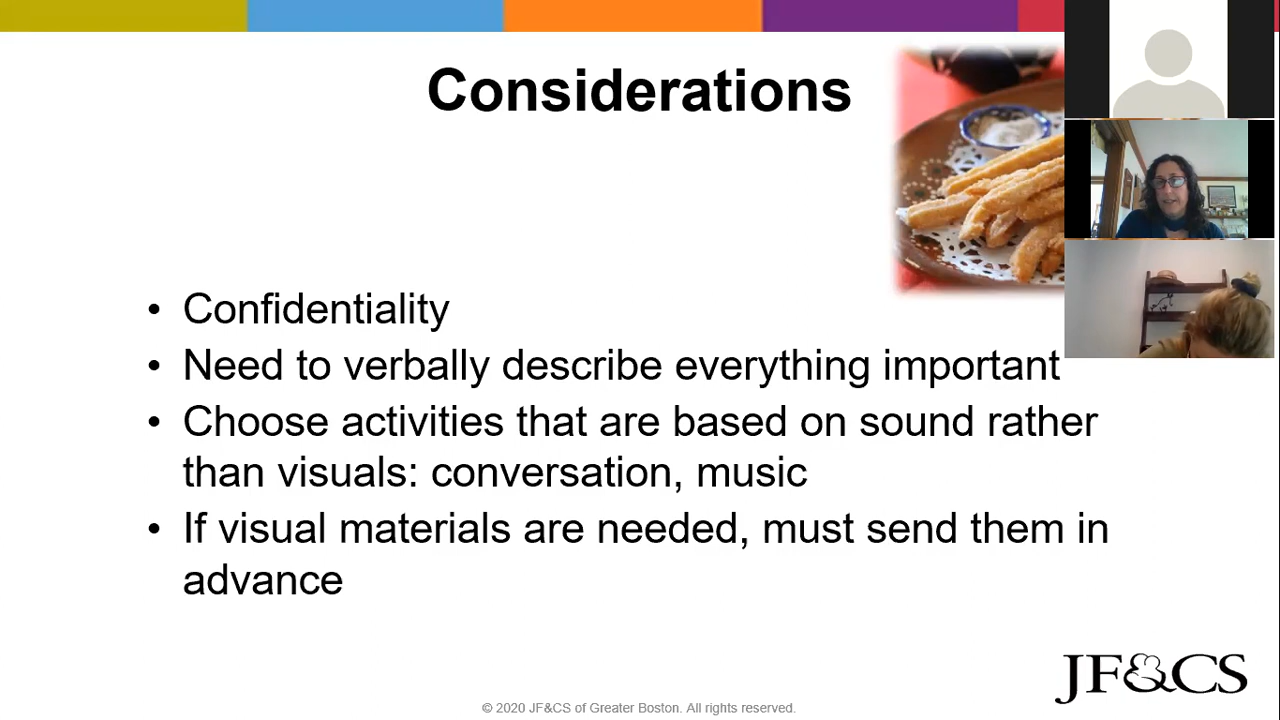 Considerations
• Confidentiality
• Need to verbally describe everything important
• Choose activities that are based on sound rather
than visuals: conversation, music
• If visual materials are needed, must send them in
advance
JF&CS
© 2020 JF&CS of Greater Boston. All rights reserved.